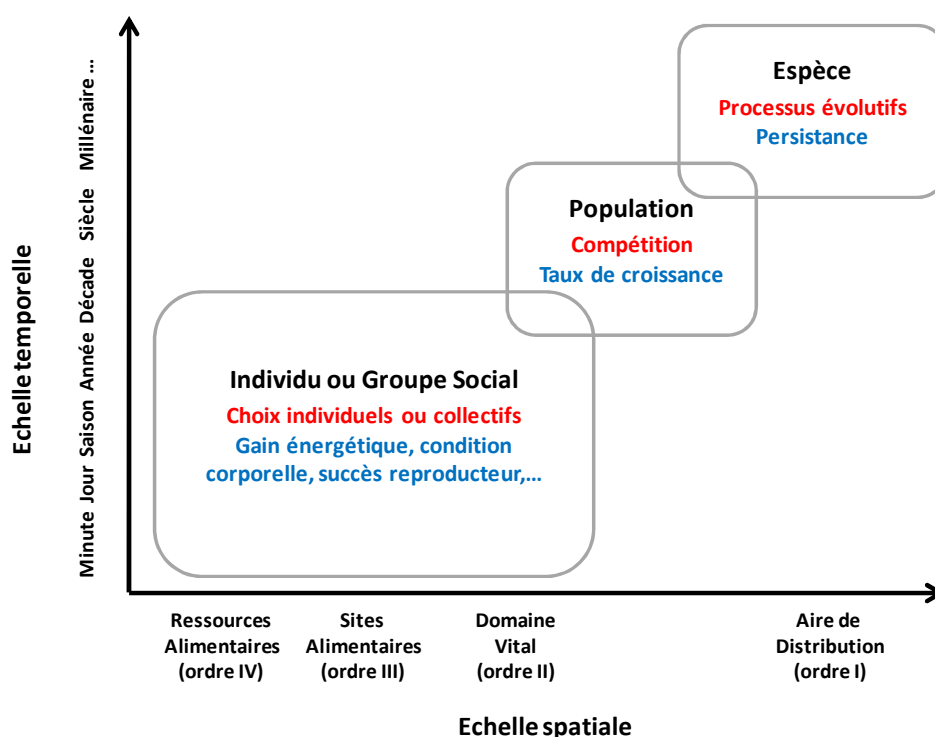 Echelle temporelle
Minute Jour Saison Année Décade Siècle Millénaire ...
Espèce
Processus évolutifs
Persistance
Population
Compétition
Taux de croissance
Individu ou Groupe Social
Choix individuels ou collectifs
Gain énergétique, condition
corporelle, succès reproducteur,...
Ressources
Alimentaires
(ordre IV)
Sites
Alimentaires
(ordre III)
Domaine
Vital
(ordre II)
Aire de
Distribution
(ordre I)
Echelle spatiale